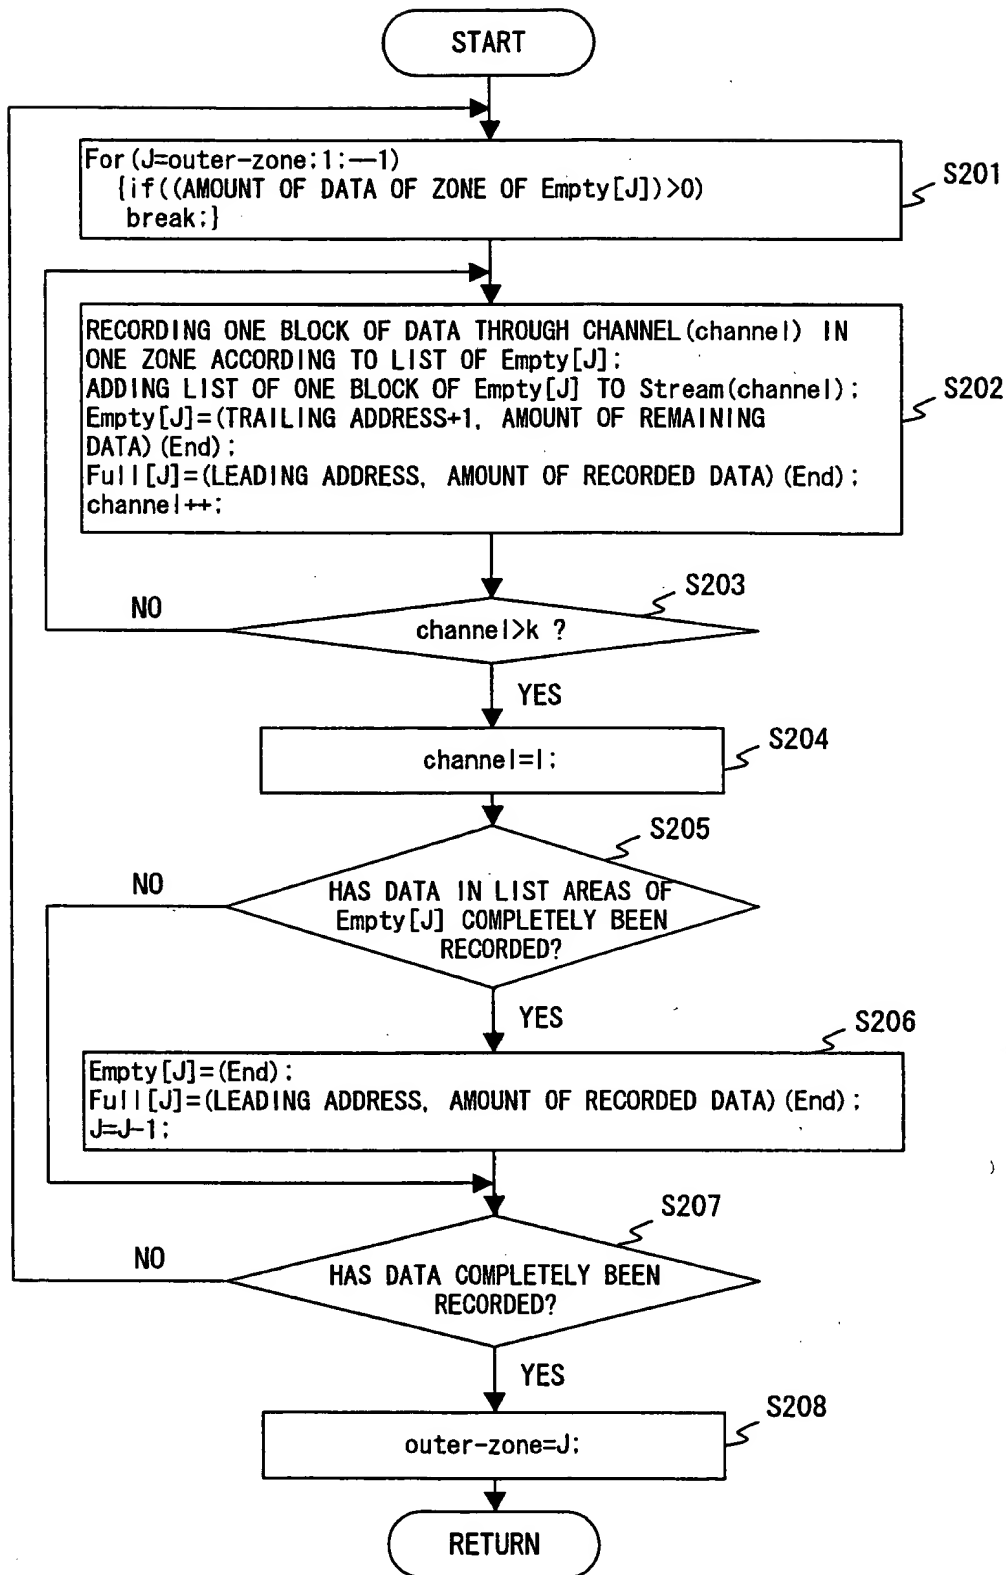 START
For(J=outer-zone:1:--1)
{if((AMOUNT OF DATA OF ZONE OF Empty[J])>0)
break:}
S201
RECORDING ONE BLOCK OF DATA THROUGH CHANNEL(channel) IN
ONE ZONE ACCORDING TO LIST OF Empty[J]:
ADDING LIST OF ONE BLOCK OF Empty[J] TO Stream(channel):
Empty[J]=(TRAILING ADDRESS+1, AMOUNT OF REMAINING
DATA)(End):
Full[J]=(LEADING ADDRESS, AMOUNT OF RECORDED DATA)(End):
channel++:
S202
S203
NO
channel>k ?
YES
channel=l:
S204
S205
NO
HAS DATA IN LIST AREAS OF
Empty[J] COMPLETELY BEEN
RECORDED?
YES
S206
Empty[J]=(End):
Full[J]=(LEADING ADDRESS, AMOUNT OF RECORDED DATA)(End):
J=J-1:
S207
NO
HAS DATA COMPLETELY BEEN
RECORDED?
YES
S208
outer-zone=J:
RETURN